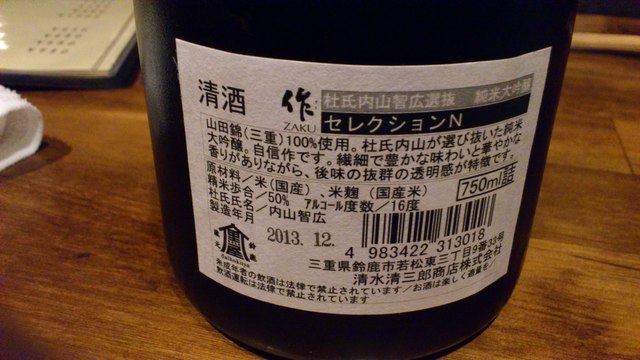 清酒 作 杜氏内山智広選抜 純米大吟醸
ZAKU セレクションN
山田錦(三重)100%使用。杜氏内山が選び抜いた純米
大吟醸。自信作です。繊細で豊かな味わいと華やかな
香りがありながら、後味の抜群の透明感が特徴です。
原材料/米(国産)、米麹(国産米)
精米歩合/50% アルコール度数/16度
750ml詰
杜氏氏名/内山智広
製造年月 2013.12.
4 983422 313018
三重県鈴鹿市若松東三丁目9番33号
清水清三郎商店株式会社
Saikukuya
未成年者の飲酒は法律で禁止されています/お酒は楽しく適量を/
飲酒運転は法律で禁止されています